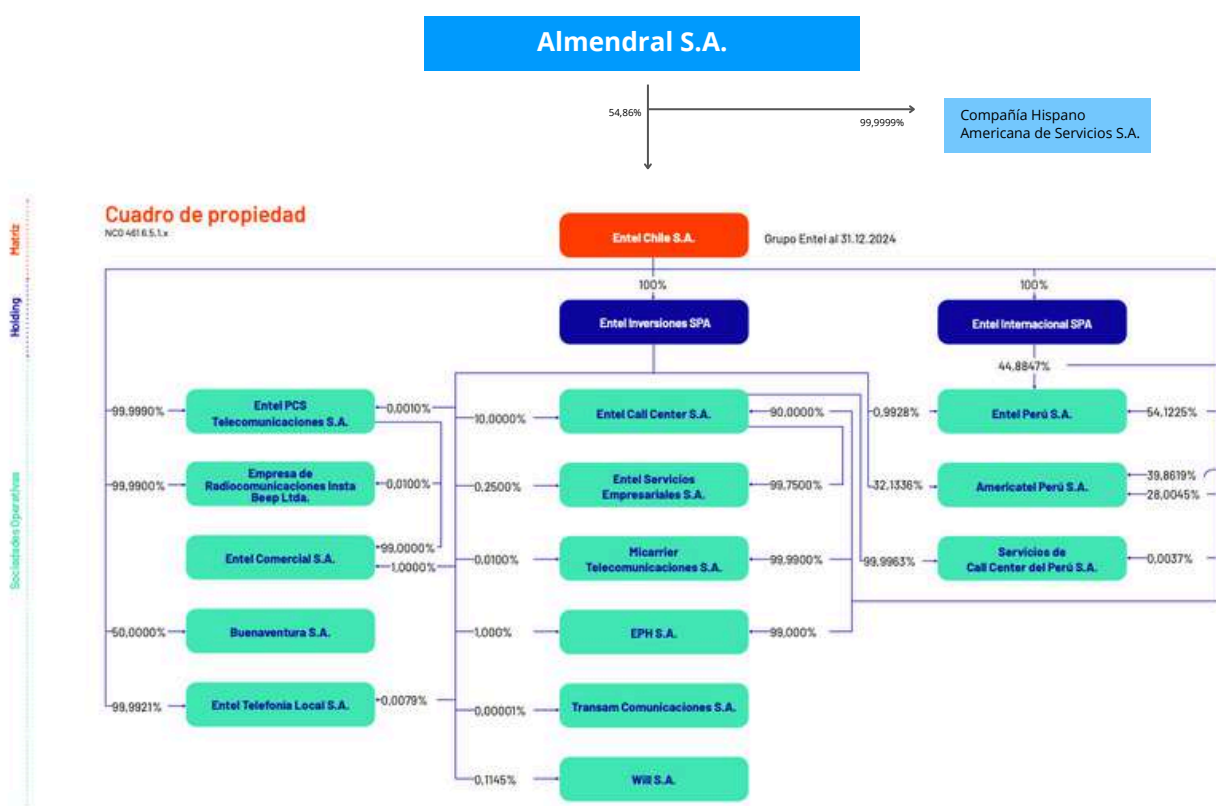 Almendral S.A.
54,86%
99,9999%
Compañía Hispano
Americana de Servicios S.A.
Cuadro de propiedad
NCG 461 6.5.1.x
Matriz
Holding
Sociedades Operativas
Entel Chile S.A.
Grupo Entel al 31.12.2024
100%
100%
Entel Inversiones SPA
Entel Internacional SPA
44,8847%
99,9990%
Entel PCS
Telecomunicaciones S.A.
0,0010%
10,0000%
Entel Call Center S.A.
90,0000%
0,9928%
Entel Perú S.A.
54,1225%
99,9900%
Empresa de
Radiocomunicaciones Insta
Beep Ltda.
0,0100%
0,2500%
Entel Servicios
Empresariales S.A.
99,7500%
32,1336%
Americatel Perú S.A.
39,8619%
28,0045%
Entel Comercial S.A.
99,0000%
1,0000%
0,0100%
Micarrier
Telecomunicaciones S.A.
99,9900%
99,9963%
Servicios de
Call Center del Perú S.A.
0,0037%
50,0000%
Buenaventura S.A.
1,000%
EPH S.A.
99,000%
99,9921%
Entel Telefonía Local S.A.
0,0079%
0,00001%
Transam Comunicaciones S.A.
0,1145%
Will S.A.